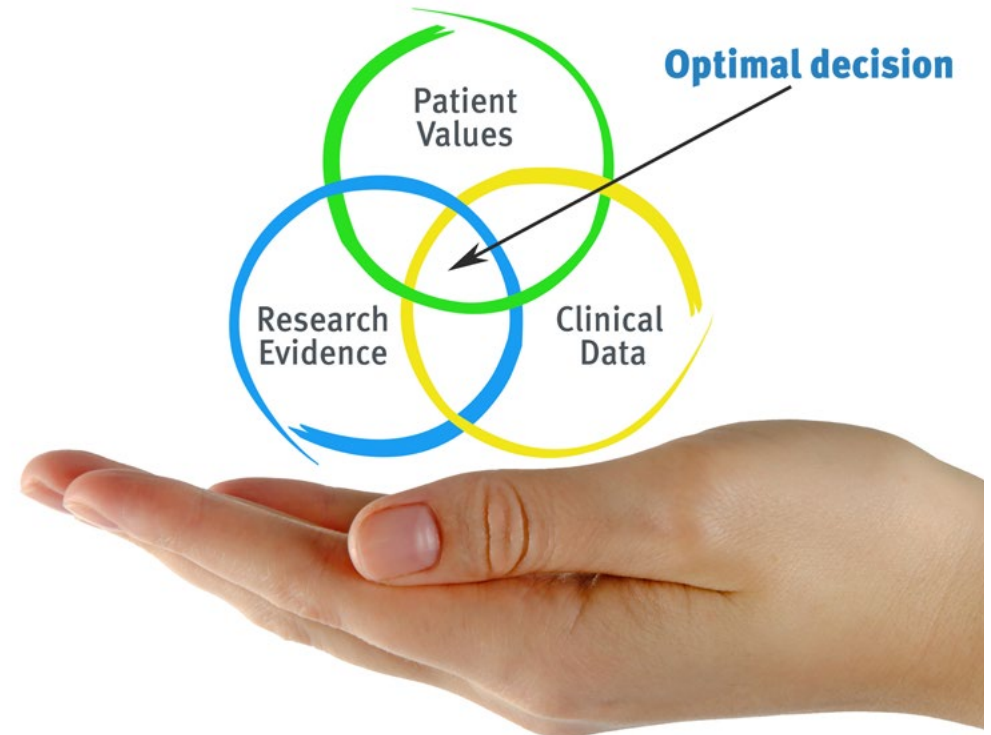 Optimal decision
Patient
Values
Research
Evidence
Clinical
Data